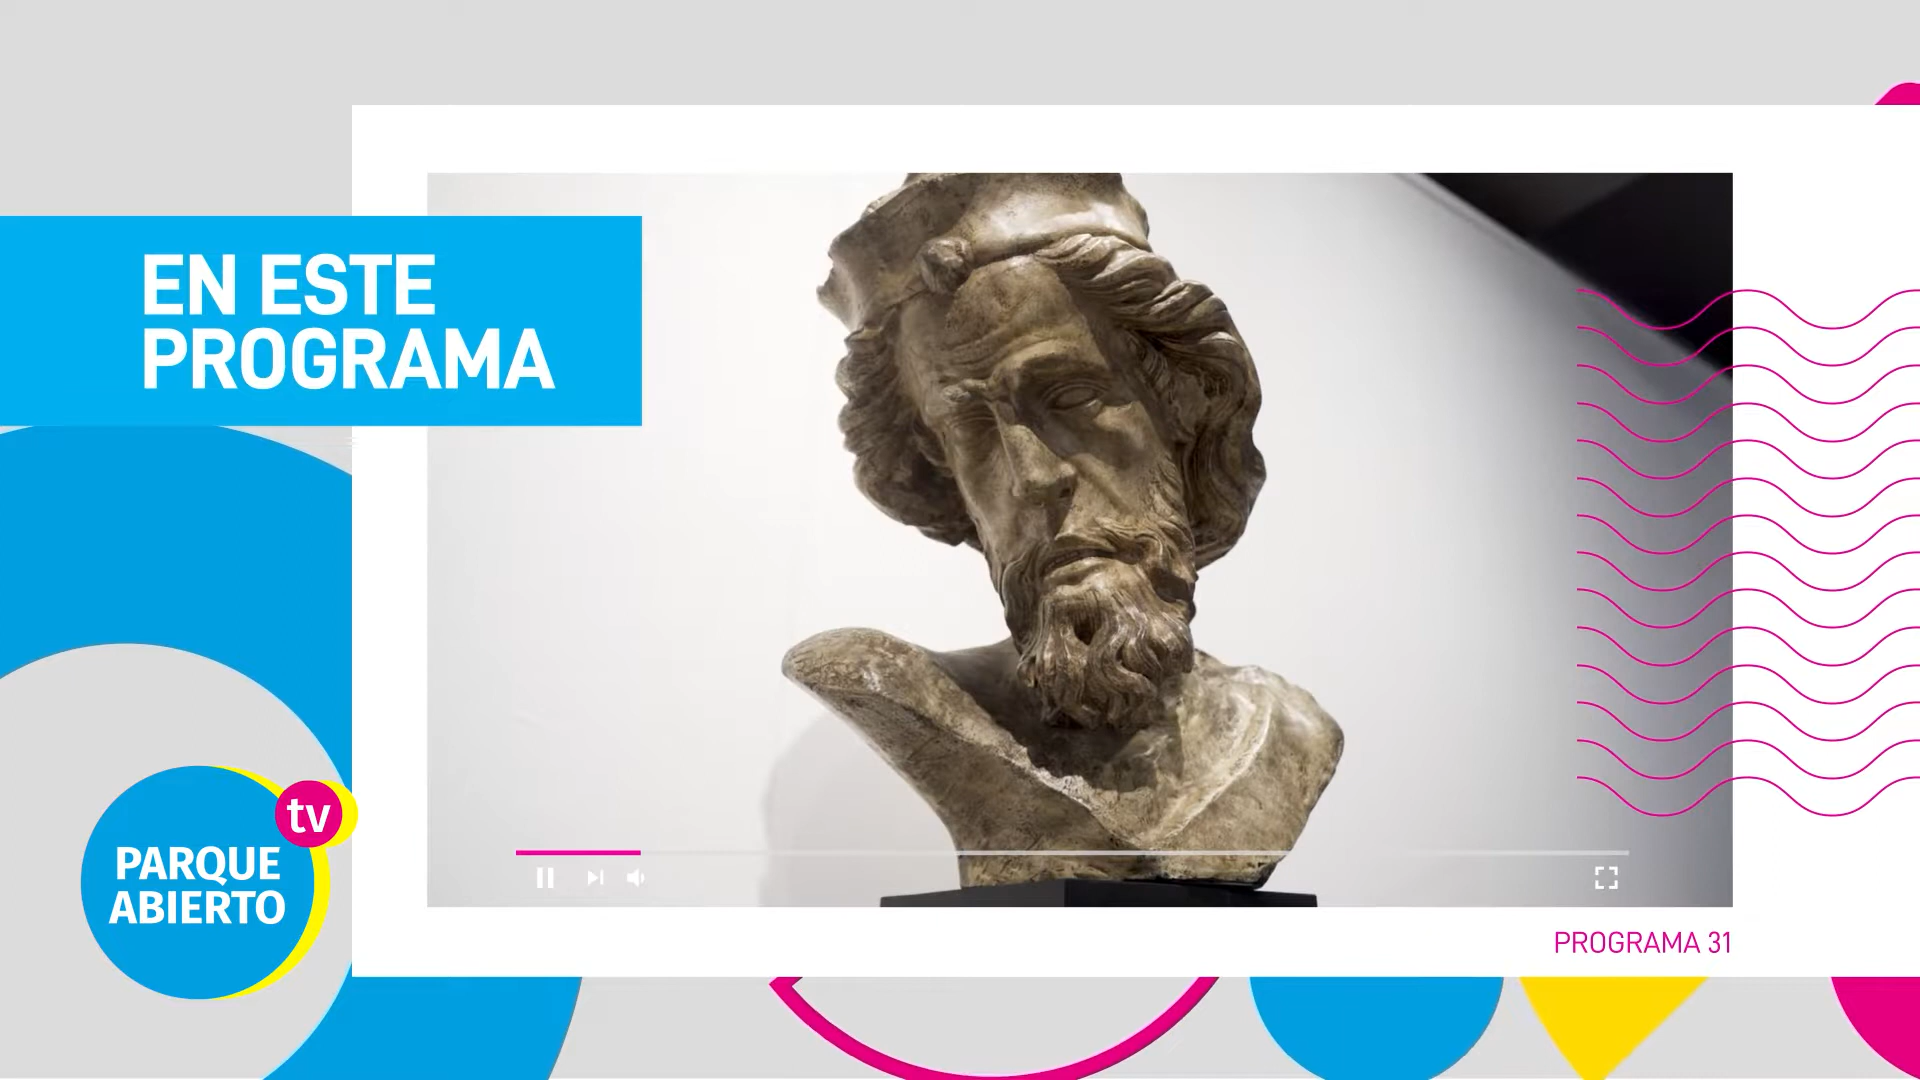 EN ESTE
PROGRAMA
tv
PARQUE
ABIERTO
PROGRAMA 31